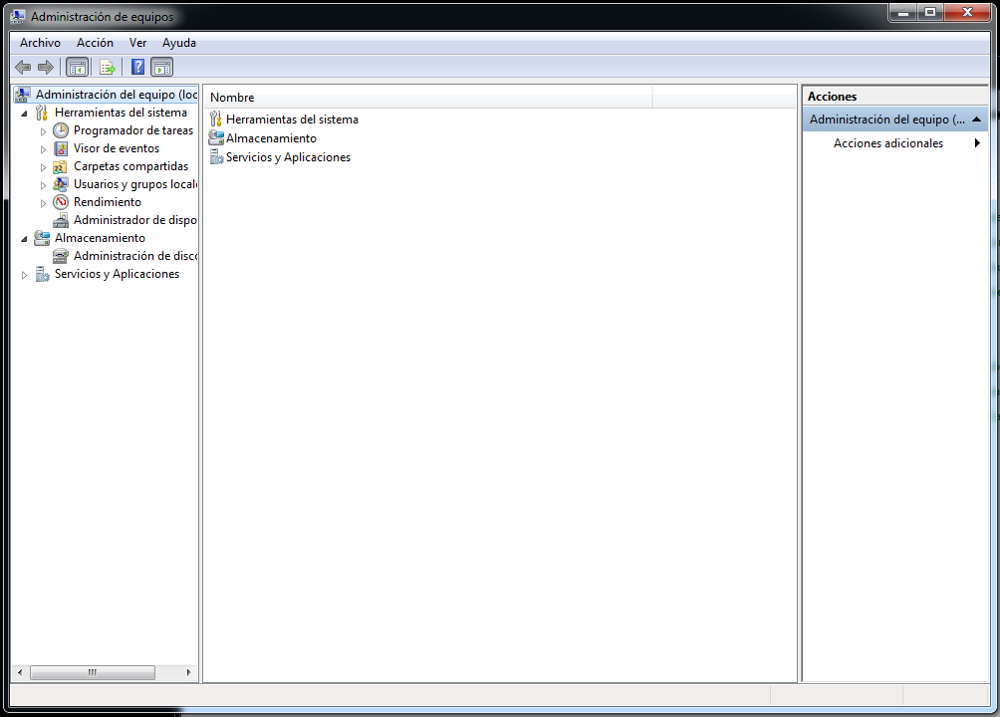 Administración de equipos
Archivo Acción Ver Ayuda
Administración del equipo (loc
Herramientas del sistema
Programador de tareas
Visor de eventos
Carpetas compartidas
Usuarios y grupos local
Rendimiento
Administrador de dispo
Almacenamiento
Administración de disco
Servicios y Aplicaciones
Nombre
Herramientas del sistema
Almacenamiento
Servicios y Aplicaciones
Acciones
Administración del equipo (...
Acciones adicionales